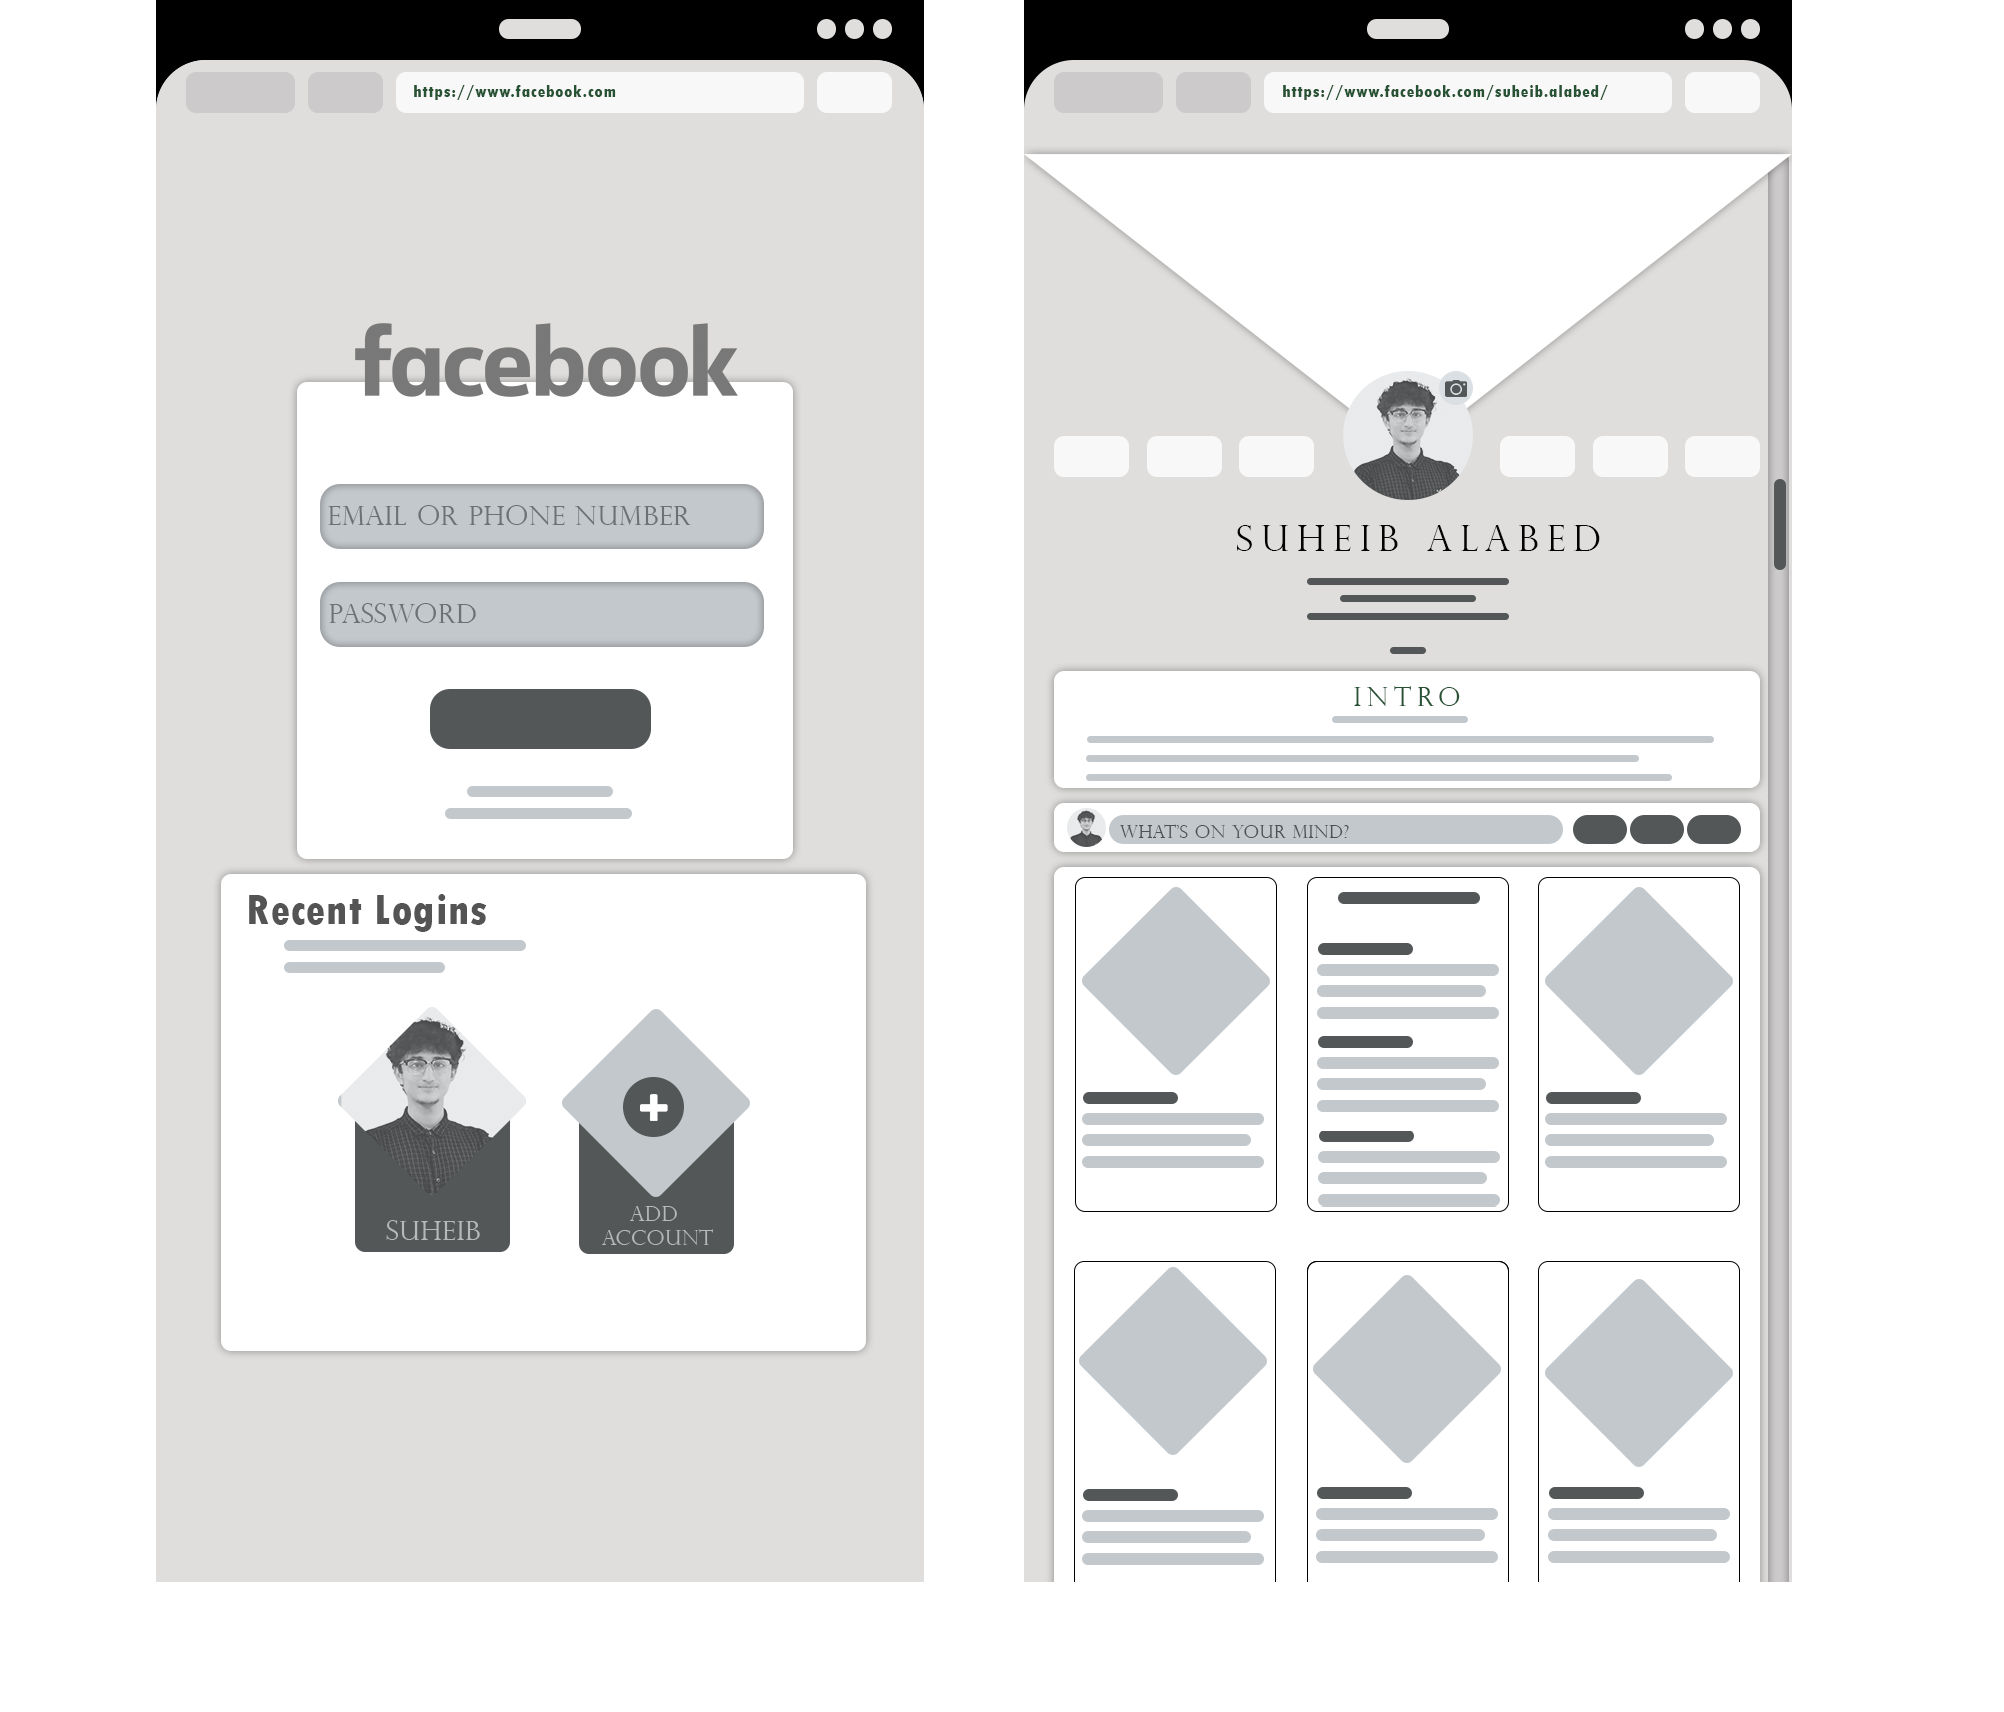 https://www.facebook.com
facebook
EMAIL OR PHONE NUMBER
PASSWORD
Recent Logins
SUHEIB
ADD
ACCOUNT
https://www.facebook.com/suheib.alabed/
SUHEIB ALABED
INTRO
WHAT'S ON YOUR MIND?